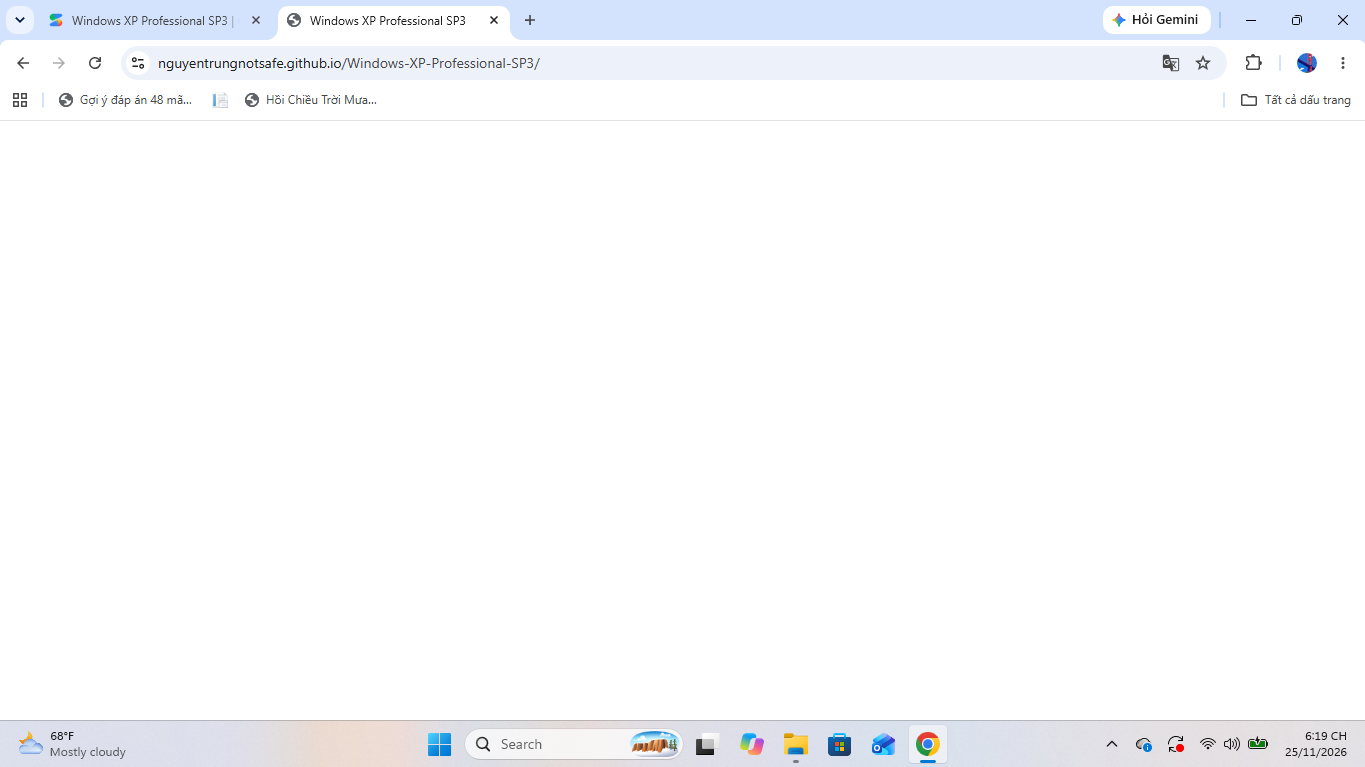 Windows XP Professional SP3 |
Windows XP Professional SP3
Hỏi Gemini
nguyentrungnotsafe.github.io/Windows-XP-Professional-SP3/
Gợi ý đáp án 48 mã...
Hồi Chiều Trời Mưa...
Tất cả dấu trang
68°F
Mostly cloudy
Search
6:19 CH
25/11/2026